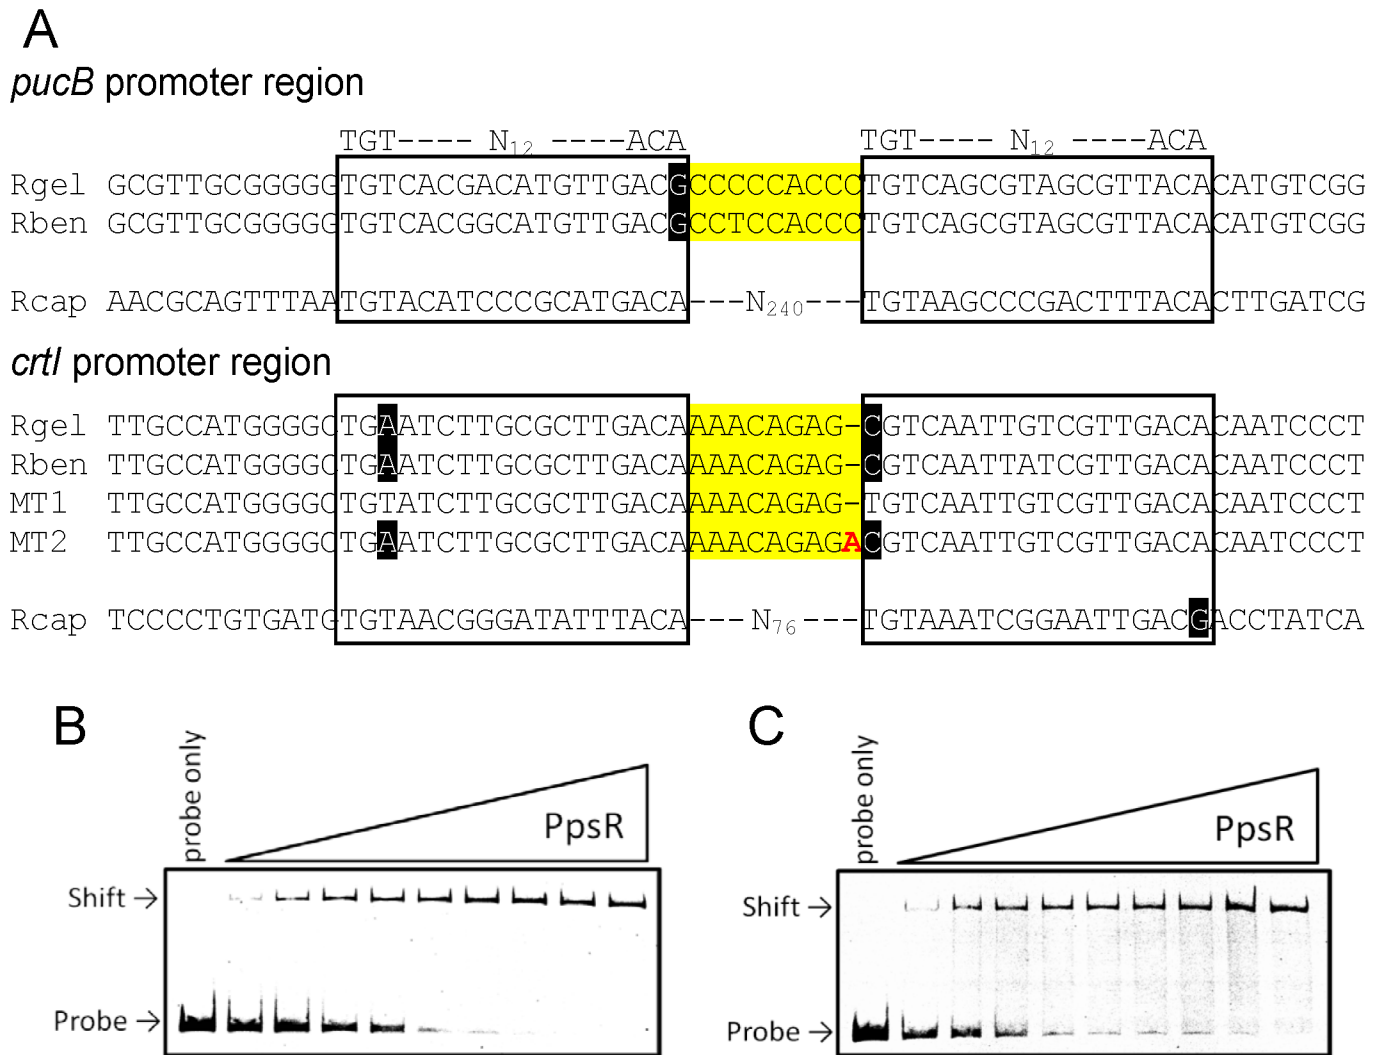 A
pucB promoter region
TGT---- N12 ----ACA TGT---- N12 ----ACA
Rgel GCGTTGCGGGGGTGTCACGACATGTTGACGCCCCCACCCTGTCAGCGTAGCGTTACACATGTCGG
Rben GCGTTGCGGGGGTGTCACGGCATGTTGACGCCTCCACCCTGTCAGCGTAGCGTTACACATGTCGG
Rcap AACGCAGTTTAATGTACATCCCGCATGACA---N240---TGTAAGCCCGACTTTACACTTGATCG
crtI promoter region
Rgel TTGCCATGGGGCTGAATCTTGCGCTTGACAAAACAGAG-CGTCAATTGTCGTTGACACAATCCCT
Rben TTGCCATGGGGCTGAATCTTGCGCTTGACAAAACAGAG-CGTCAATTATCGTTGACACAATCCCT
MT1 TTGCCATGGGGCTGTATCTTGCGCTTGACAAAACAGAG-TGTCAATTGTCGTTGACACAATCCCT
MT2 TTGCCATGGGGCTGAATCTTGCGCTTGACAAAACAGAGACGTCAATTGTCGTTGACACAATCCCT
Rcap TCCCCTGTGATGTGTAACGGGATATTTACA---N76---TGTAAATCGGAATTGACGACCTATCA
B
probe only
PpsR
Shift →
Probe →
C
probe only
PpsR
Shift →
Probe →